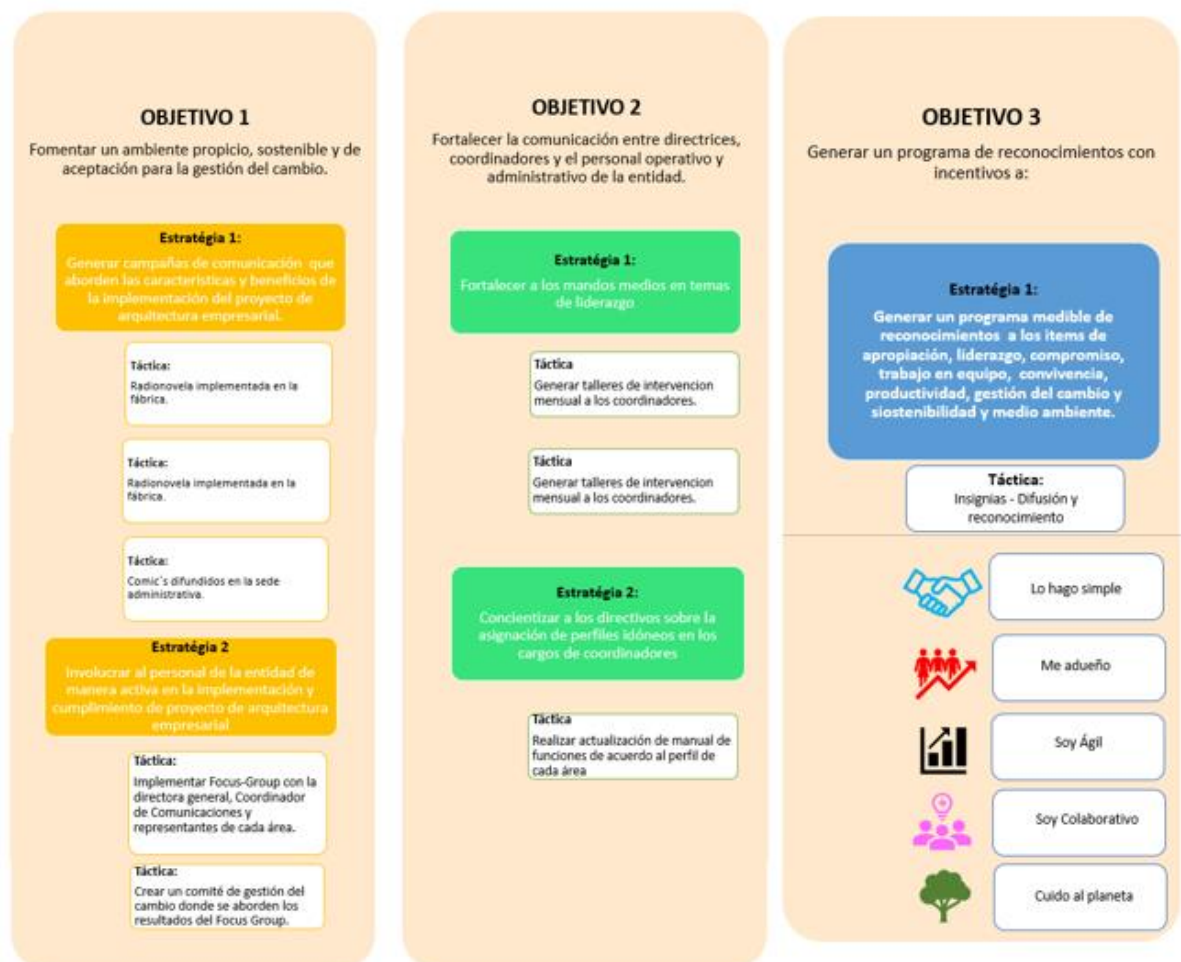 OBJETIVO 1
Fomentar un ambiente propicio, sostenible y de
aceptación para la gestión del cambio.
Estratégia 1:
Generar campañas de comunicación que
aborden las características y beneficios de
la implementación del proyecto de
arquitectura empresarial.
Táctica:
Radionovela implementada en la
fábrica.
Táctica:
Radionovela implementada en la
fábrica.
Táctica:
Comic´s difundidos en la sede
administrativa.
Estratégia 2
Involucrar al personal de la entidad de
manera activa en la implementación y
cumplimiento de proyecto de arquitectura
empresarial
Táctica:
Implementar Focus-Group con la
directora general, Coordinador
de Comunicaciones y
representantes de cada área.
Táctica:
Crear un comité de gestión del
cambio donde se aborden los
resultados del Focus Group.
OBJETIVO 2
Fortalecer la comunicación entre directrices,
coordinadores y el personal operativo y
administrativo de la entidad.
Estratégia 1:
Fortalecer a los mandos medios en temas
de liderazgo
Táctica
Generar talleres de intervencion
mensual a los coordinadores.
Táctica
Generar talleres de intervencion
mensual a los coordinadores.
Estratégia 2:
Concientizar a los directivos sobre la
asignación de perfiles idóneos en los
cargos de coordinadores
Táctica
Realizar actualización de manual de
funciones de acuerdo al perfil de
cada área
OBJETIVO 3
Generar un programa de reconocimientos con
incentivos a:
Estratégia 1:
Generar un programa medible de
reconocimientos a los items de
apropiación, liderazgo, compromiso,
trabajo en equipo, convivencia,
productividad, gestión del cambio y
siostenibilidad y medio ambiente.
Táctica:
Insignias - Difusión y
reconocimiento
Lo hago simple
Me adueño
Soy Ágil
Soy Colaborativo
Cuido al planeta